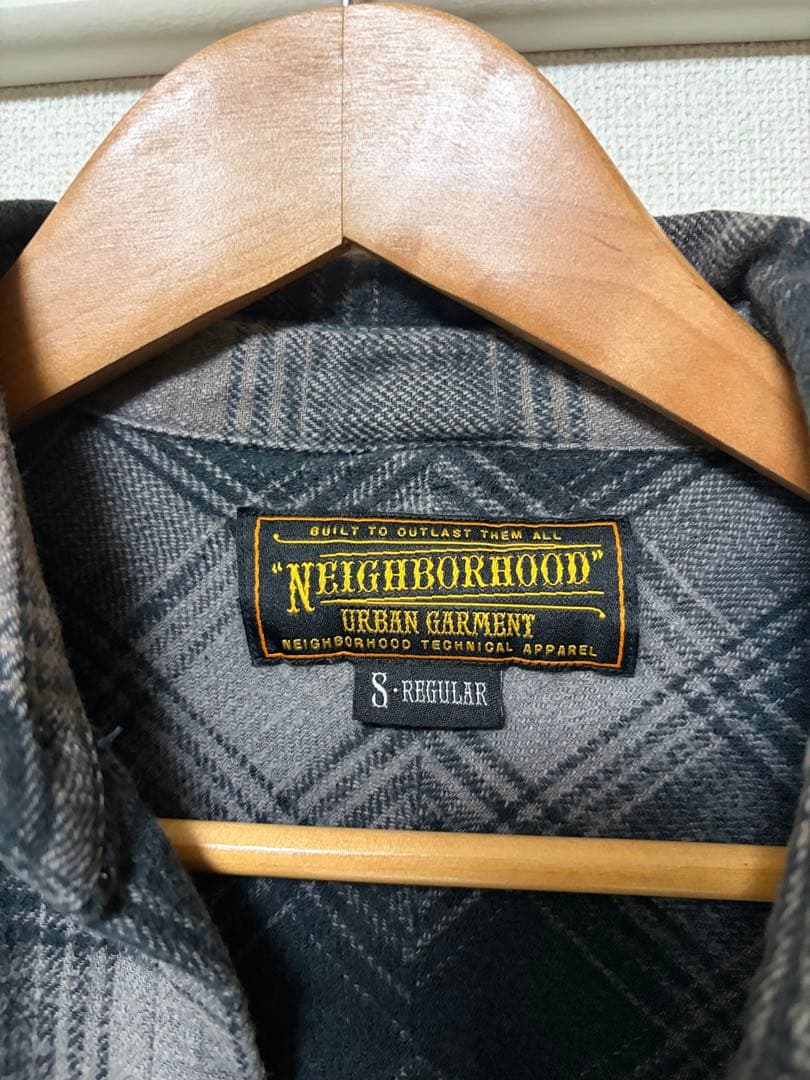 BUILT TO OUTLAST THEM ALL
"NEIGHBORHOOD"
URBAN GARMENT
NEIGHBORHOOD TECHNICAL APPAREL
S·REGULAR